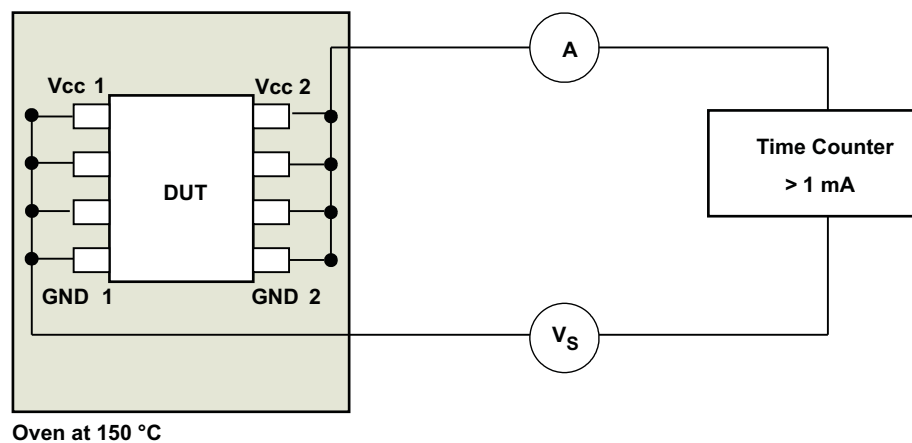 A
Vcc 1
Vcc 2
DUT
Time Counter
> 1 mA
GND 1
GND 2
VS
Oven at 150 °C